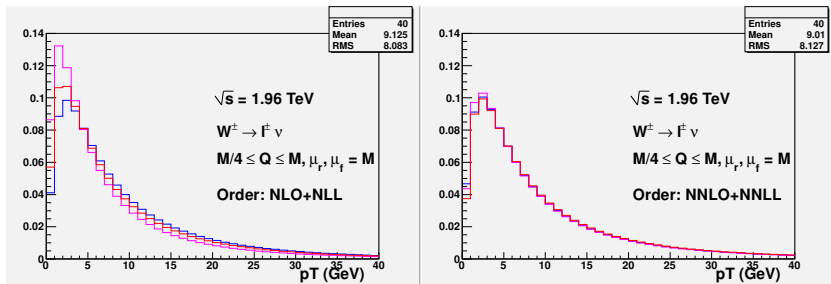 Entries 40
Mean 9.125
RMS 8.083
0.14
0.12
0.1
0.08
0.06
0.04
0.02
0
√s = 1.96 TeV
W± → l± ν
M/4 ≤ Q ≤ M, μr, μf = M
Order: NLO+NLL
0 5 10 15 20 25 30 35 40
pT (GeV)
Entries 40
Mean 9.01
RMS 8.127
0.14
0.12
0.1
0.08
0.06
0.04
0.02
0
√s = 1.96 TeV
W± → l± ν
M/4 ≤ Q ≤ M, μr, μf = M
Order: NNLO+NNLL
0 5 10 15 20 25 30 35 40
pT (GeV)